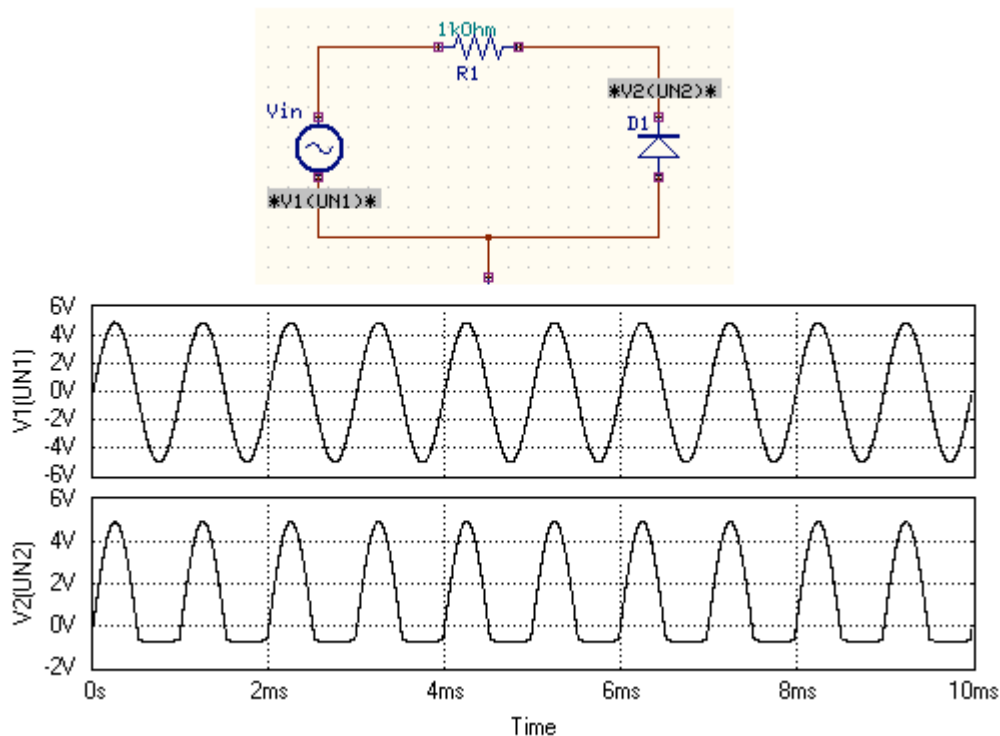 1kOhm
R1
*V2(UN2)*
Vin
D1
*V1(UN1)*
6V
4V
2V
0V
-2V
-4V
-6V
V1(UN1)
6V
4V
2V
0V
-2V
V2(UN2)
0s 2ms 4ms 6ms 8ms 10ms
Time